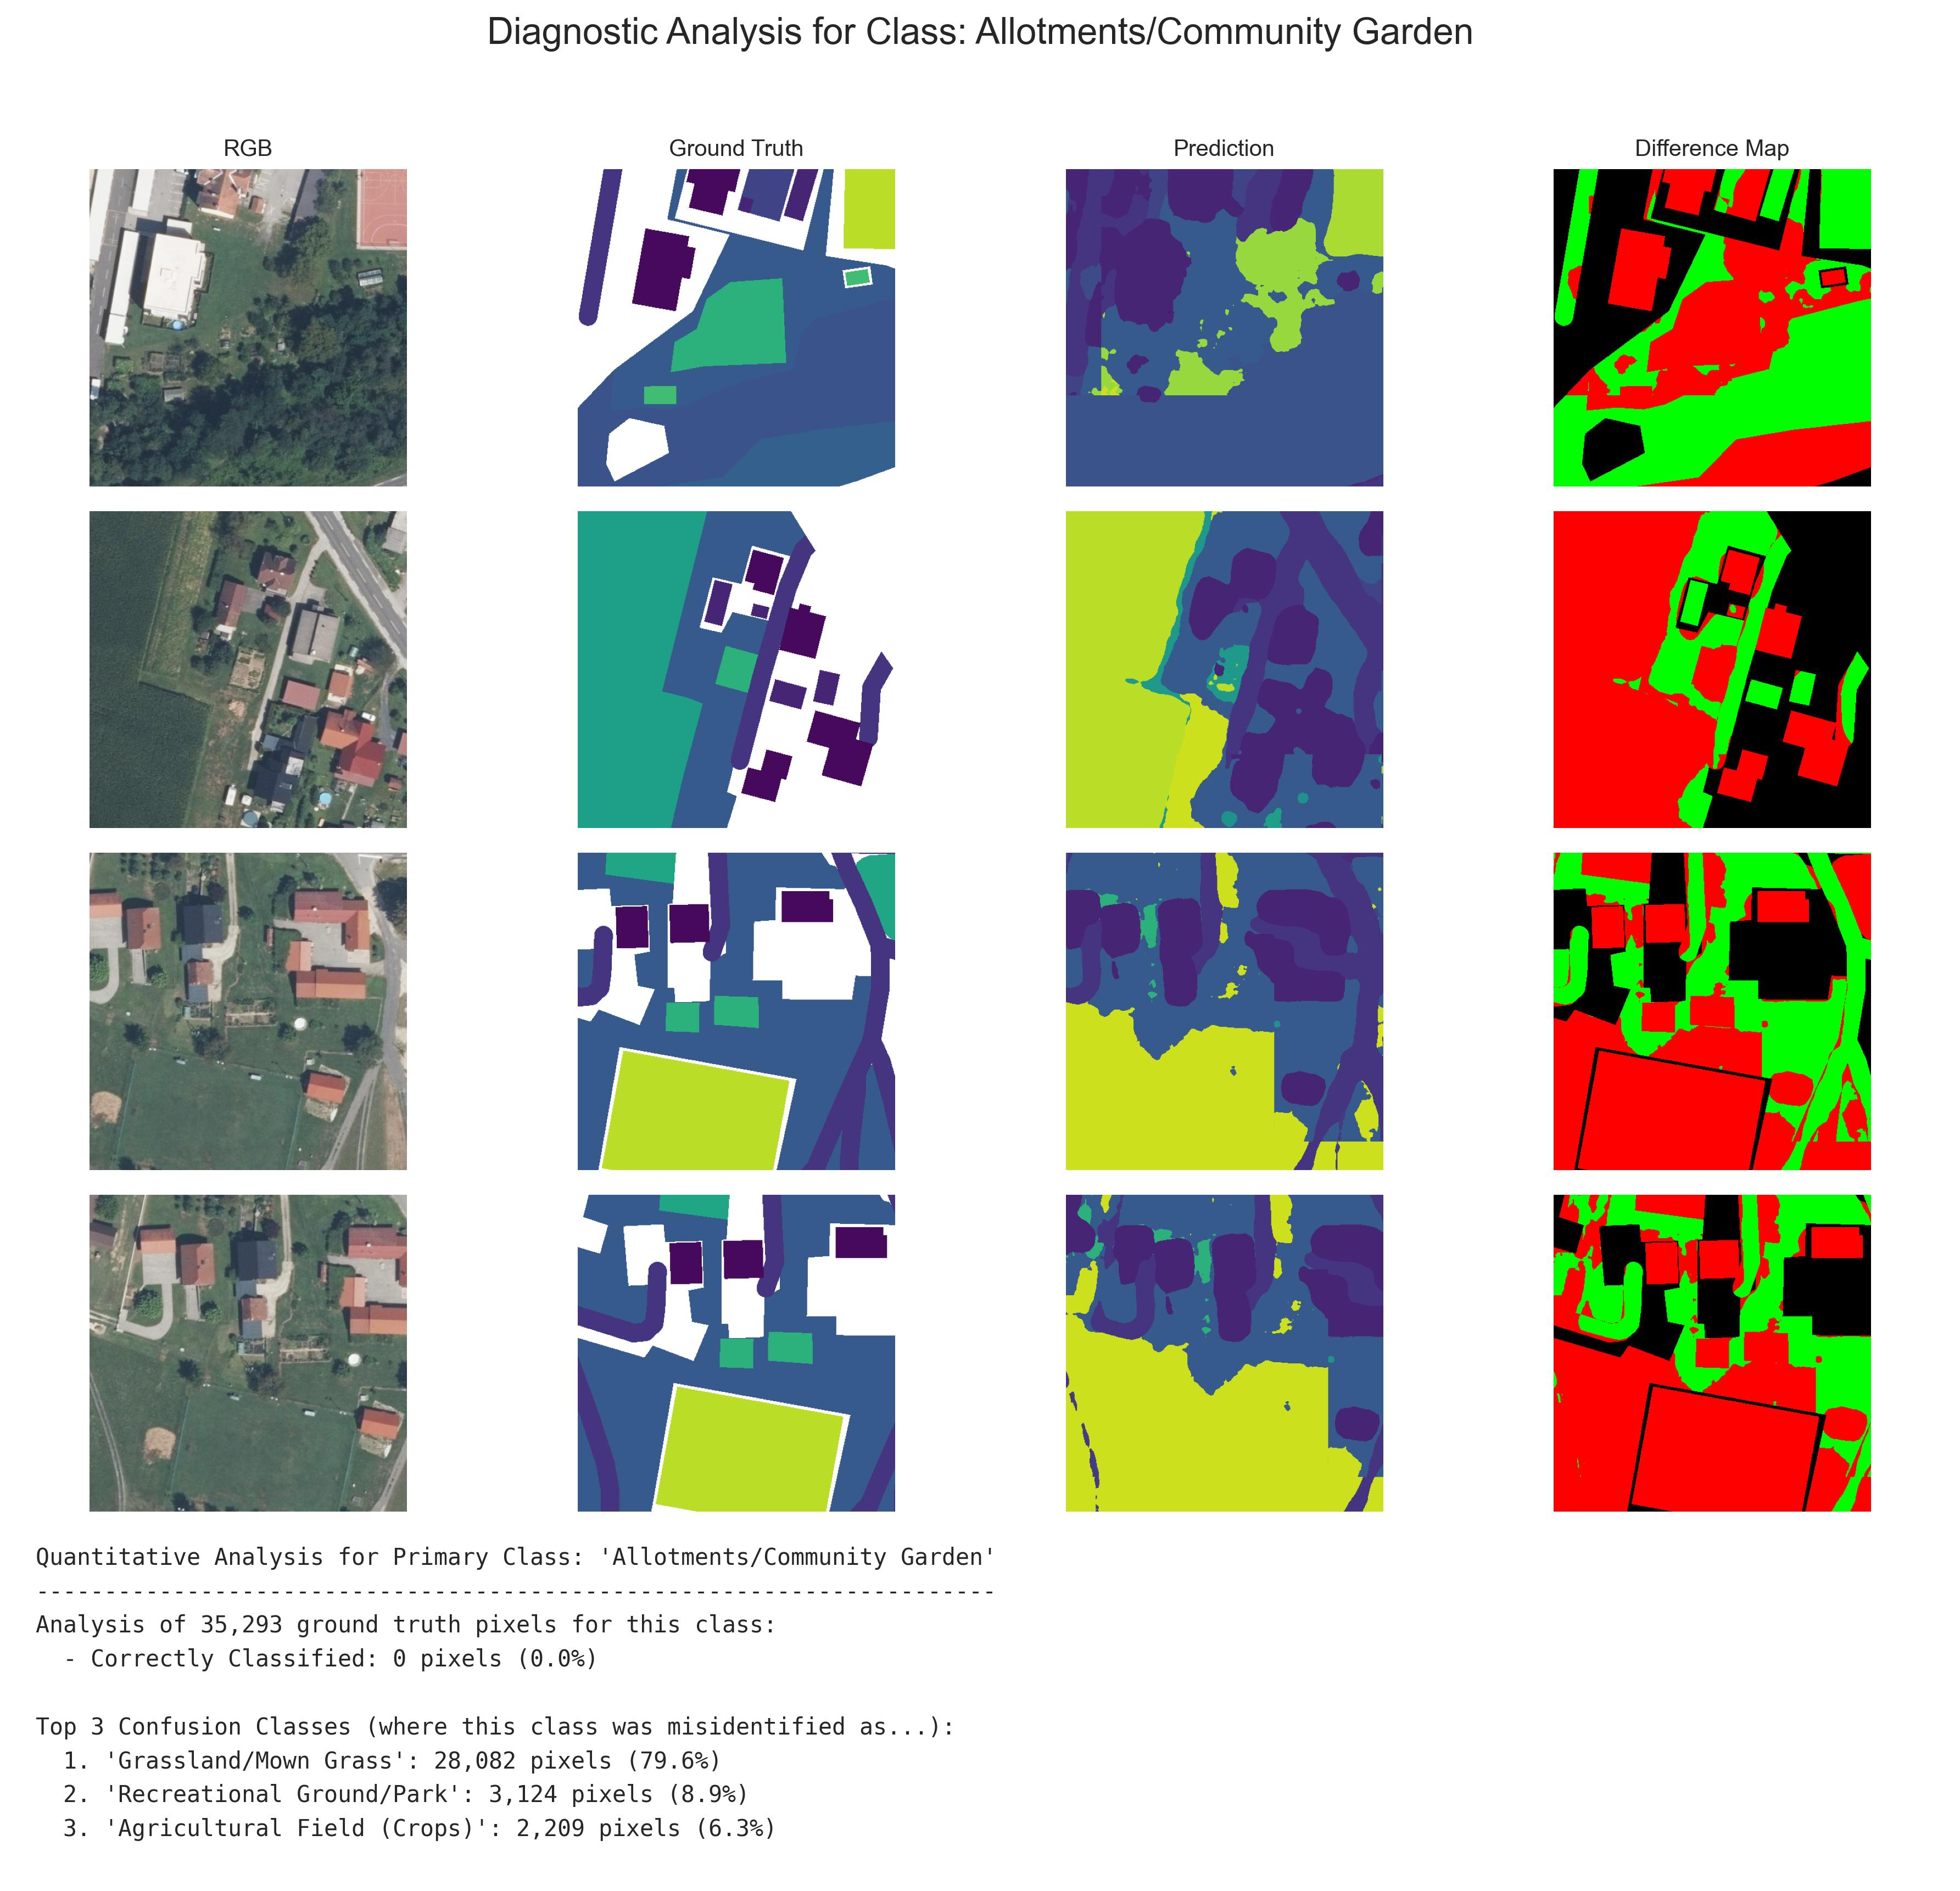 Diagnostic Analysis for Class: Allotments/Community Garden
RGB
Ground Truth
Prediction
Difference Map
Quantitative Analysis for Primary Class: 'Allotments/Community Garden'
----------------------------------------------------------------------
Analysis of 35,293 ground truth pixels for this class:
- Correctly Classified: 0 pixels (0.0%)
Top 3 Confusion Classes (where this class was misidentified as...):
1. 'Grassland/Mown Grass': 28,082 pixels (79.6%)
2. 'Recreational Ground/Park': 3,124 pixels (8.9%)
3. 'Agricultural Field (Crops)': 2,209 pixels (6.3%)